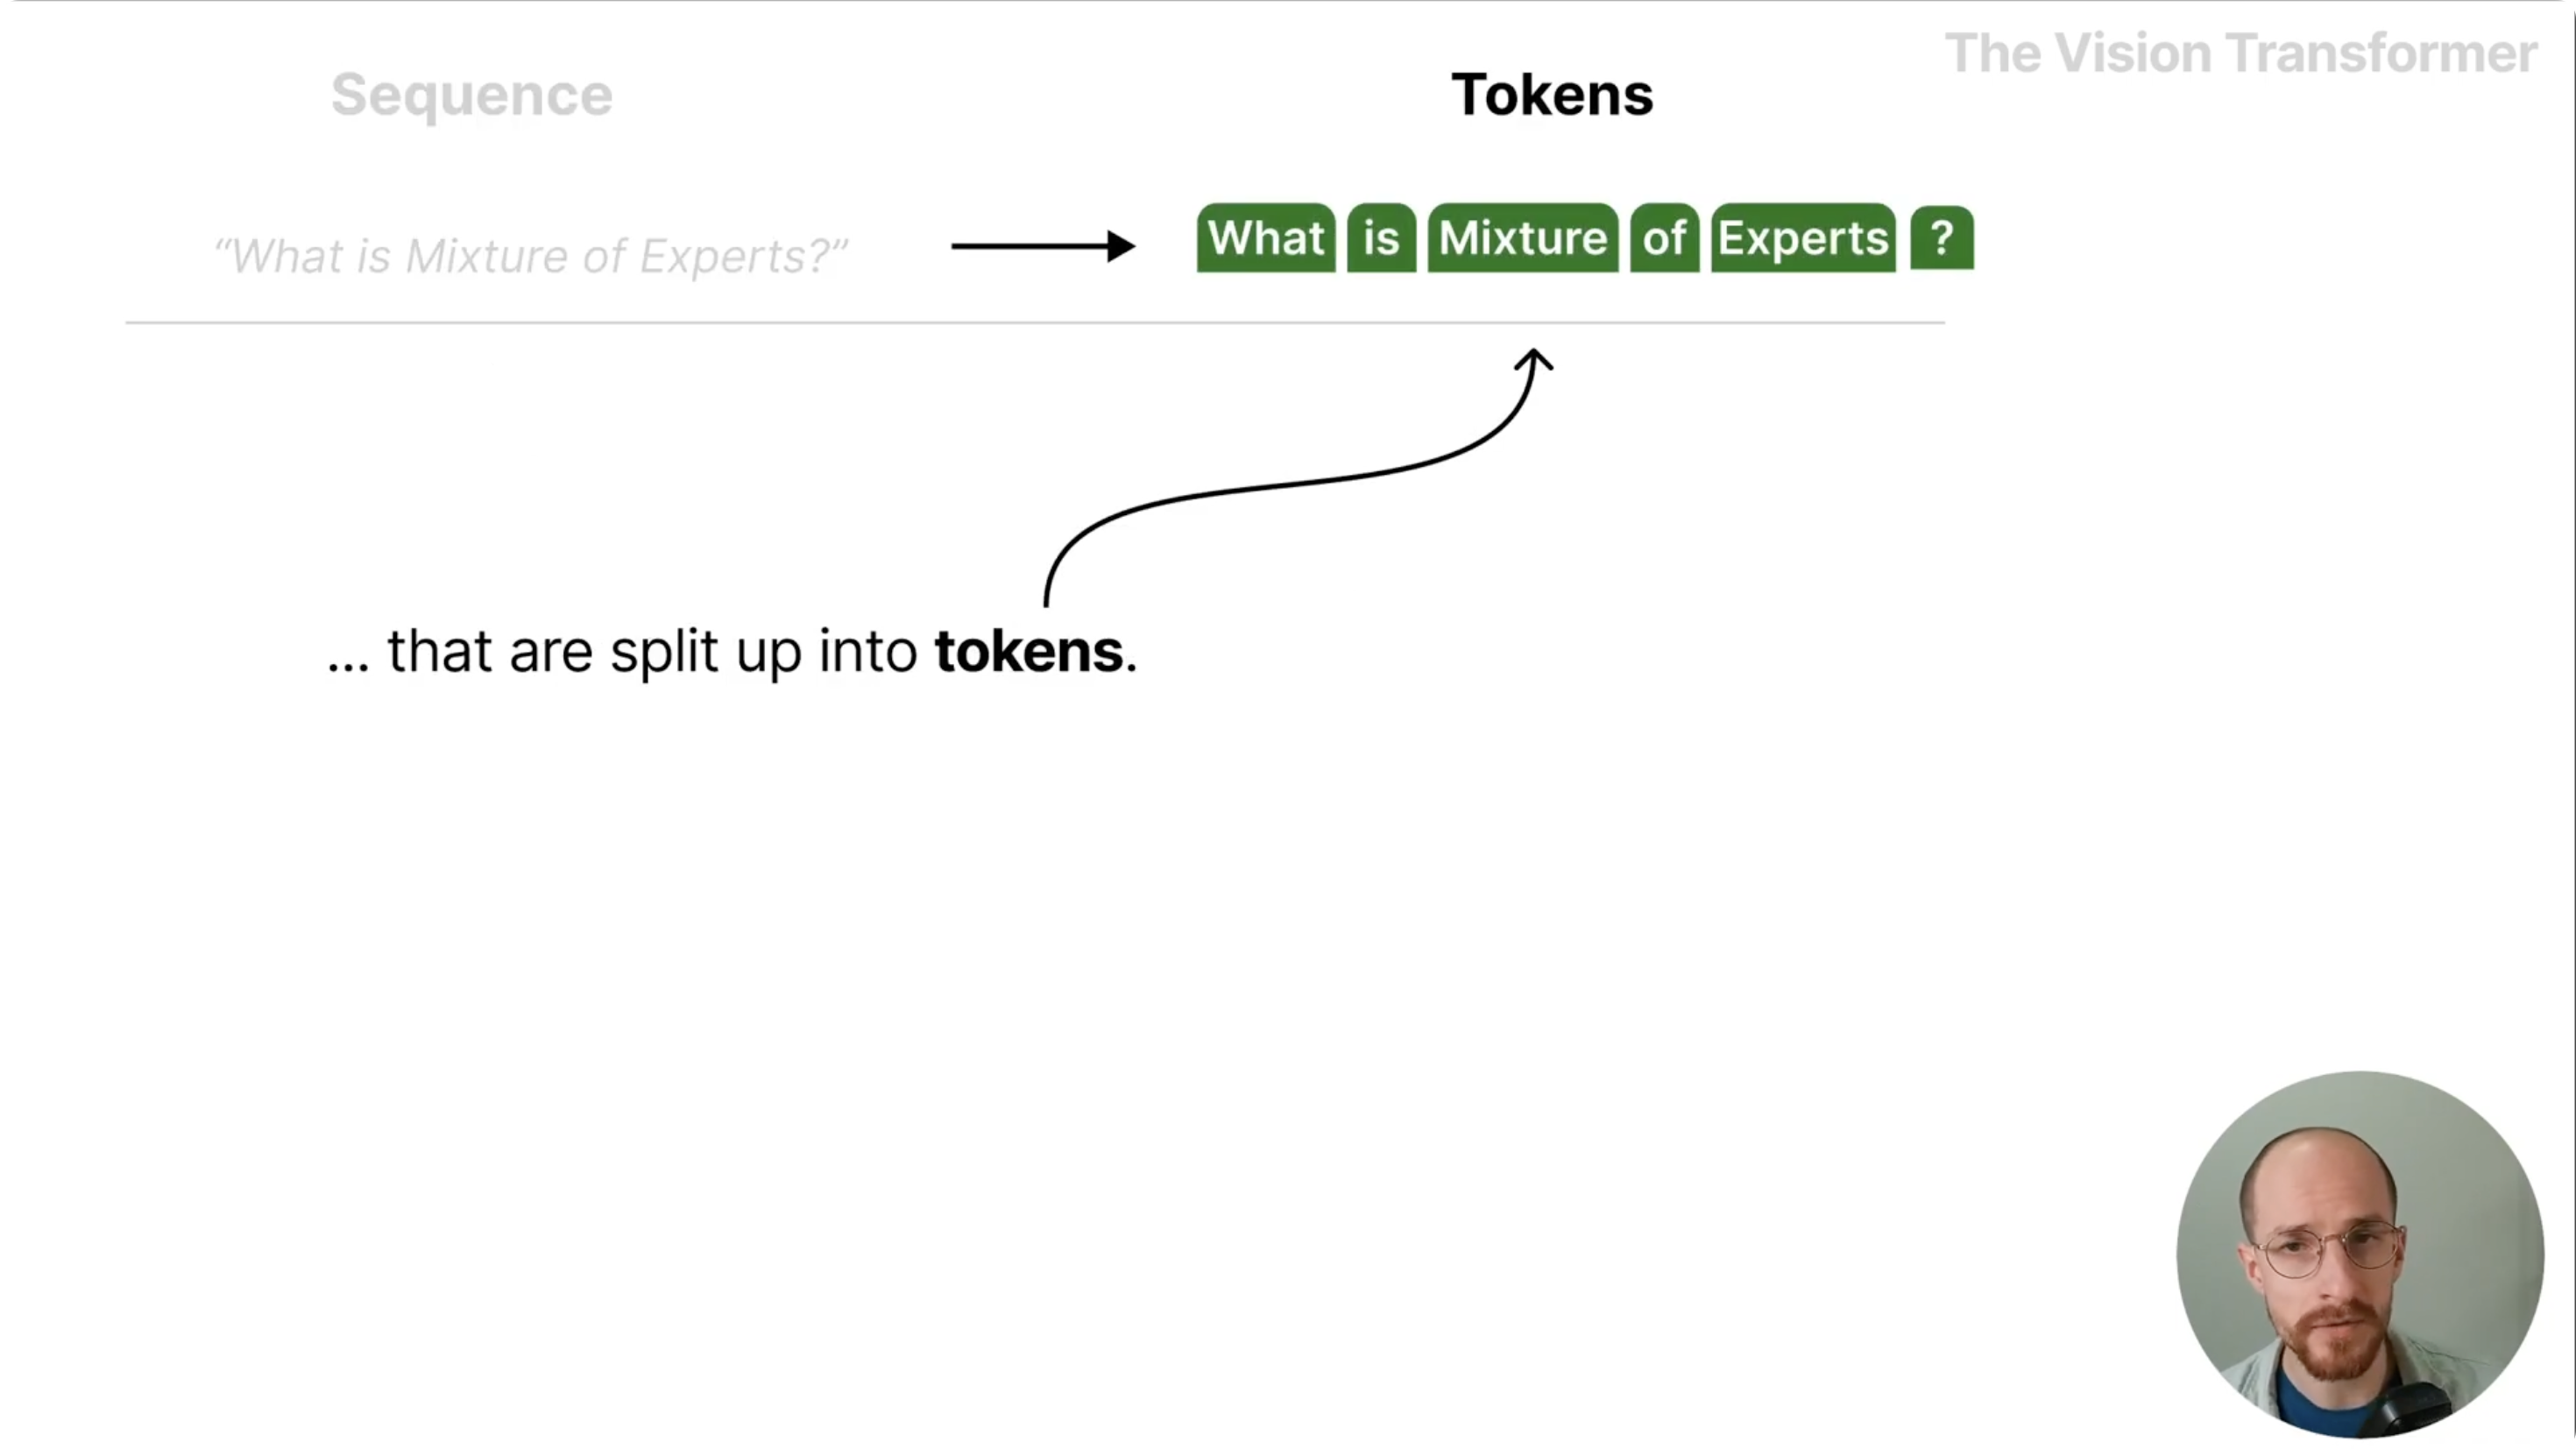 The Vision Transformer
Sequence
Tokens
“What is Mixture of Experts?”
What is Mixture of Experts ?
... that are split up into tokens.